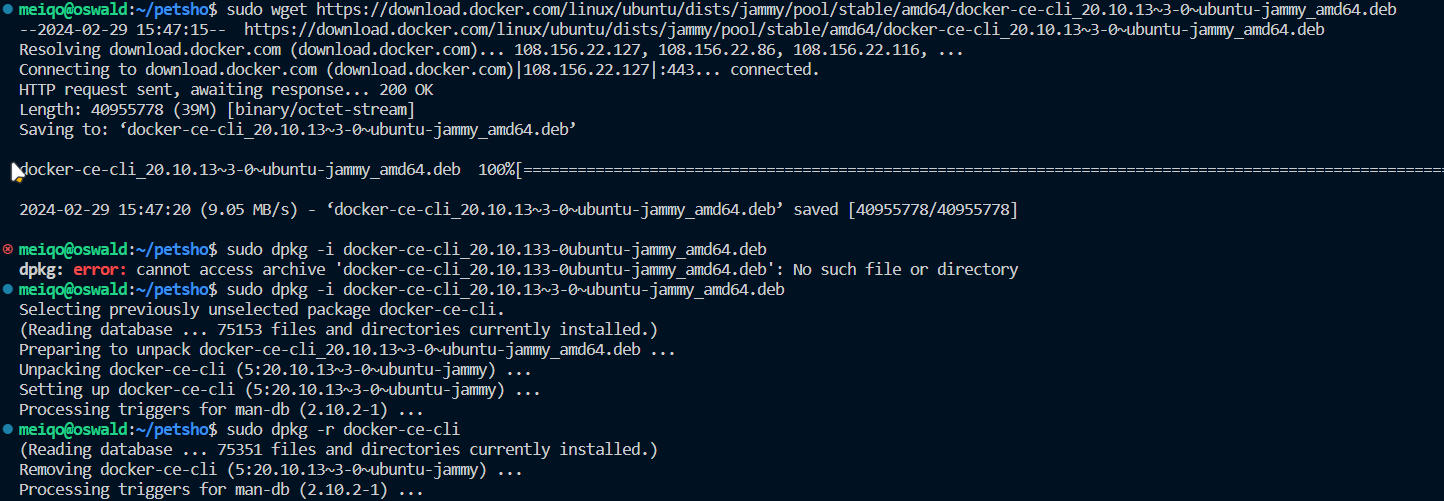 meiqo@oswald:~/petsho$ sudo wget https://download.docker.com/linux/ubuntu/dists/jammy/pool/stable/amd64/docker-ce-cli_20.10.13~3-0~ubuntu-jammy_amd64.deb
--2024-02-29 15:47:15--  https://download.docker.com/linux/ubuntu/dists/jammy/pool/stable/amd64/docker-ce-cli_20.10.13~3-0~ubuntu-jammy_amd64.deb
Resolving download.docker.com (download.docker.com)... 108.156.22.127, 108.156.22.86, 108.156.22.116, ...
Connecting to download.docker.com (download.docker.com)|108.156.22.127|:443... connected.
HTTP request sent, awaiting response... 200 OK
Length: 40955778 (39M) [binary/octet-stream]
Saving to: ‘docker-ce-cli_20.10.13~3-0~ubuntu-jammy_amd64.deb’
docker-ce-cli_20.10.13~3-0~ubuntu-jammy_amd64.deb  100%[=====================================================================================================
2024-02-29 15:47:20 (9.05 MB/s) - ‘docker-ce-cli_20.10.13~3-0~ubuntu-jammy_amd64.deb’ saved [40955778/40955778]
meiqo@oswald:~/petsho$ sudo dpkg -i docker-ce-cli_20.10.133-0ubuntu-jammy_amd64.deb
dpkg: error: cannot access archive 'docker-ce-cli_20.10.133-0ubuntu-jammy_amd64.deb': No such file or directory
meiqo@oswald:~/petsho$ sudo dpkg -i docker-ce-cli_20.10.13~3-0~ubuntu-jammy_amd64.deb
Selecting previously unselected package docker-ce-cli.
(Reading database ... 75153 files and directories currently installed.)
Preparing to unpack docker-ce-cli_20.10.13~3-0~ubuntu-jammy_amd64.deb ...
Unpacking docker-ce-cli (5:20.10.13~3-0~ubuntu-jammy) ...
Setting up docker-ce-cli (5:20.10.13~3-0~ubuntu-jammy) ...
Processing triggers for man-db (2.10.2-1) ...
meiqo@oswald:~/petsho$ sudo dpkg -r docker-ce-cli
(Reading database ... 75351 files and directories currently installed.)
Removing docker-ce-cli (5:20.10.13~3-0~ubuntu-jammy) ...
Processing triggers for man-db (2.10.2-1) ...